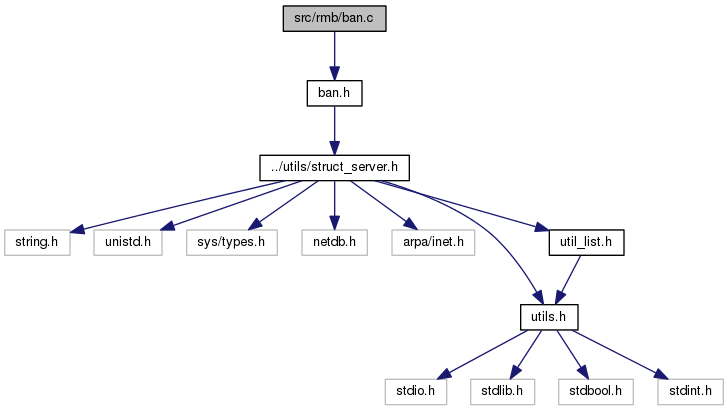 src/rmb/ban.c
ban.h
../utils/struct_server.h
string.h
unistd.h
sys/types.h
netdb.h
arpa/inet.h
util_list.h
utils.h
stdio.h
stdlib.h
stdbool.h
stdint.h